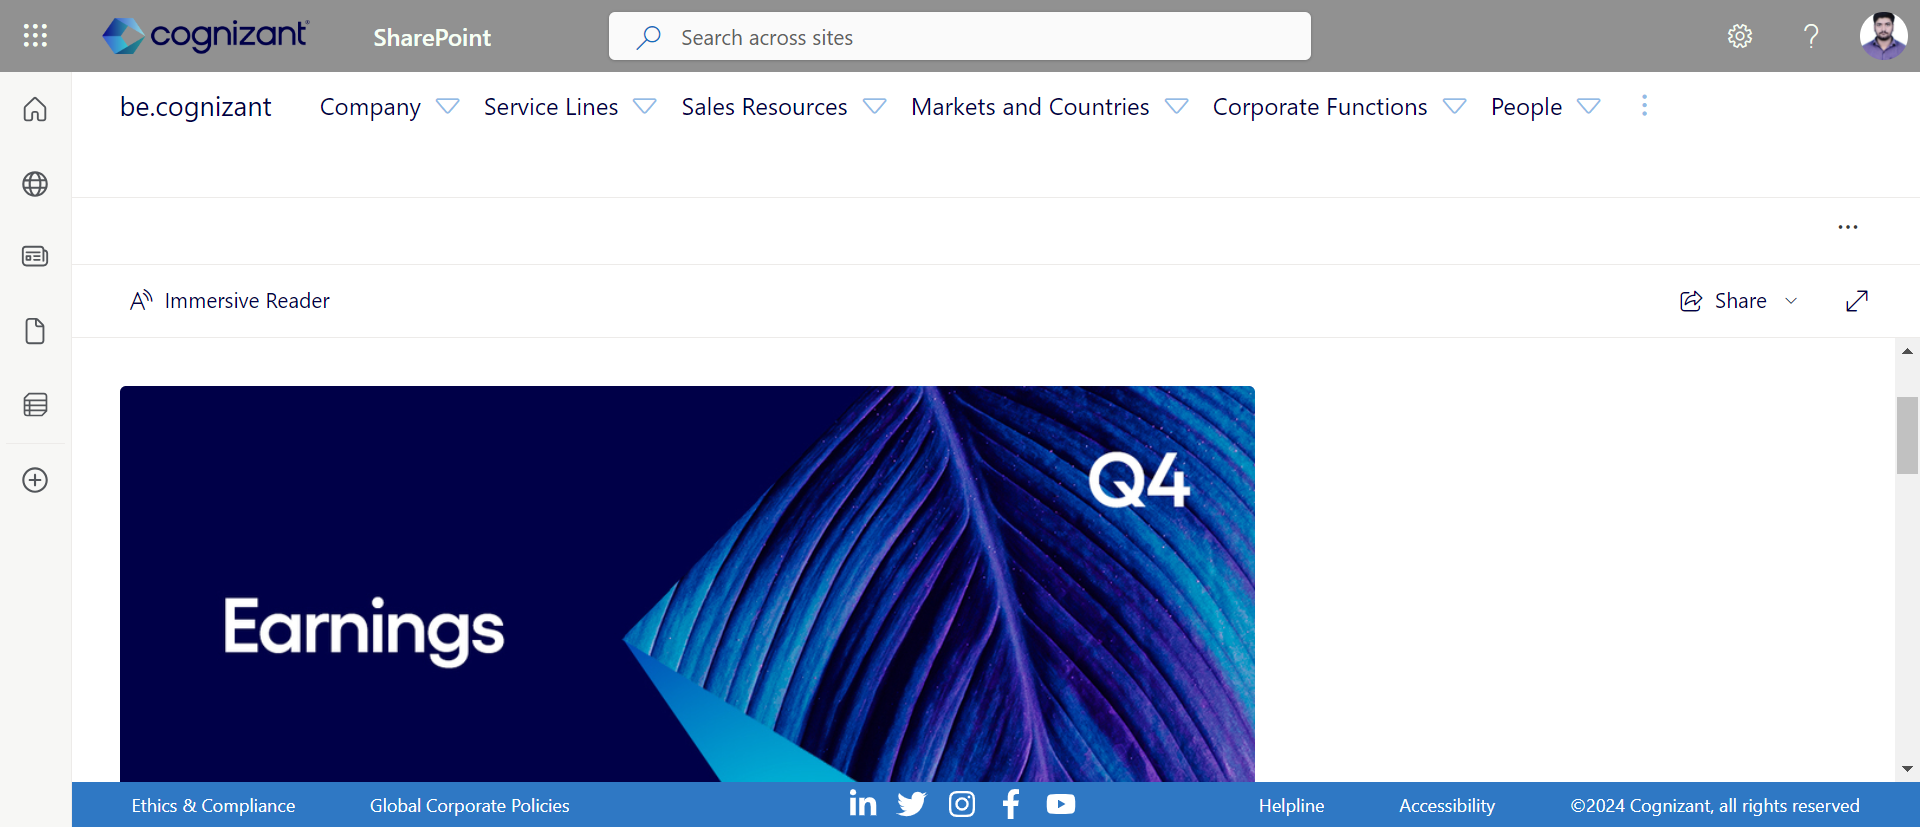 cognizant
SharePoint
Search across sites
be.cognizant
Company
Service Lines
Sales Resources
Markets and Countries
Corporate Functions
People
Immersive Reader
Share
Q4
Earnings
Ethics & Compliance
Global Corporate Policies
Helpline
Accessibility
©2024 Cognizant, all rights reserved